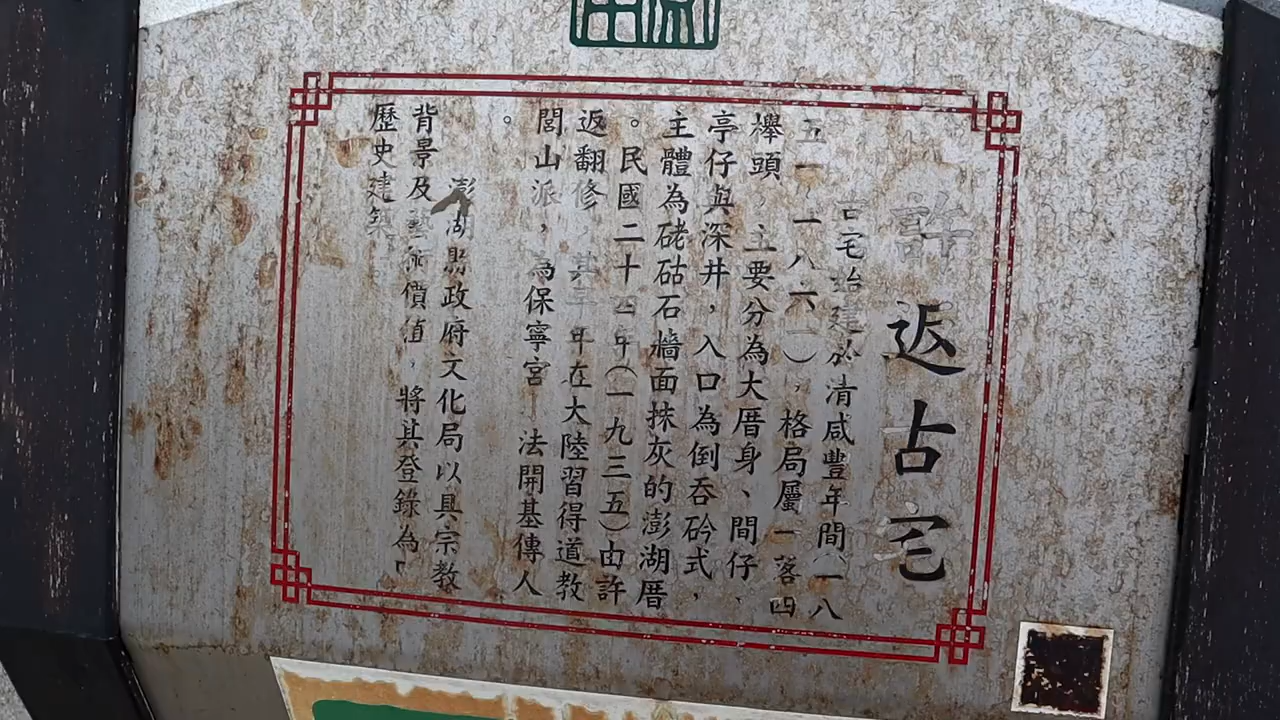 許返占宅
古宅始建於清咸豐年間（一八
五一－一八六一），格局屬一落四
櫸頭，主要分為大厝身、間仔、
亭仔與深井，入口為倒吞砛式，
主體為硓𥑮石牆面抹灰的澎湖厝
。民國二十四年（一九三五）由許
返翻修，其早年在大陸習得道教
閭山派，為保寧宮 法開基傳人
。
澎湖縣政府文化局以具宗教
背景及藝術價值，將其登錄為「
歷史建築